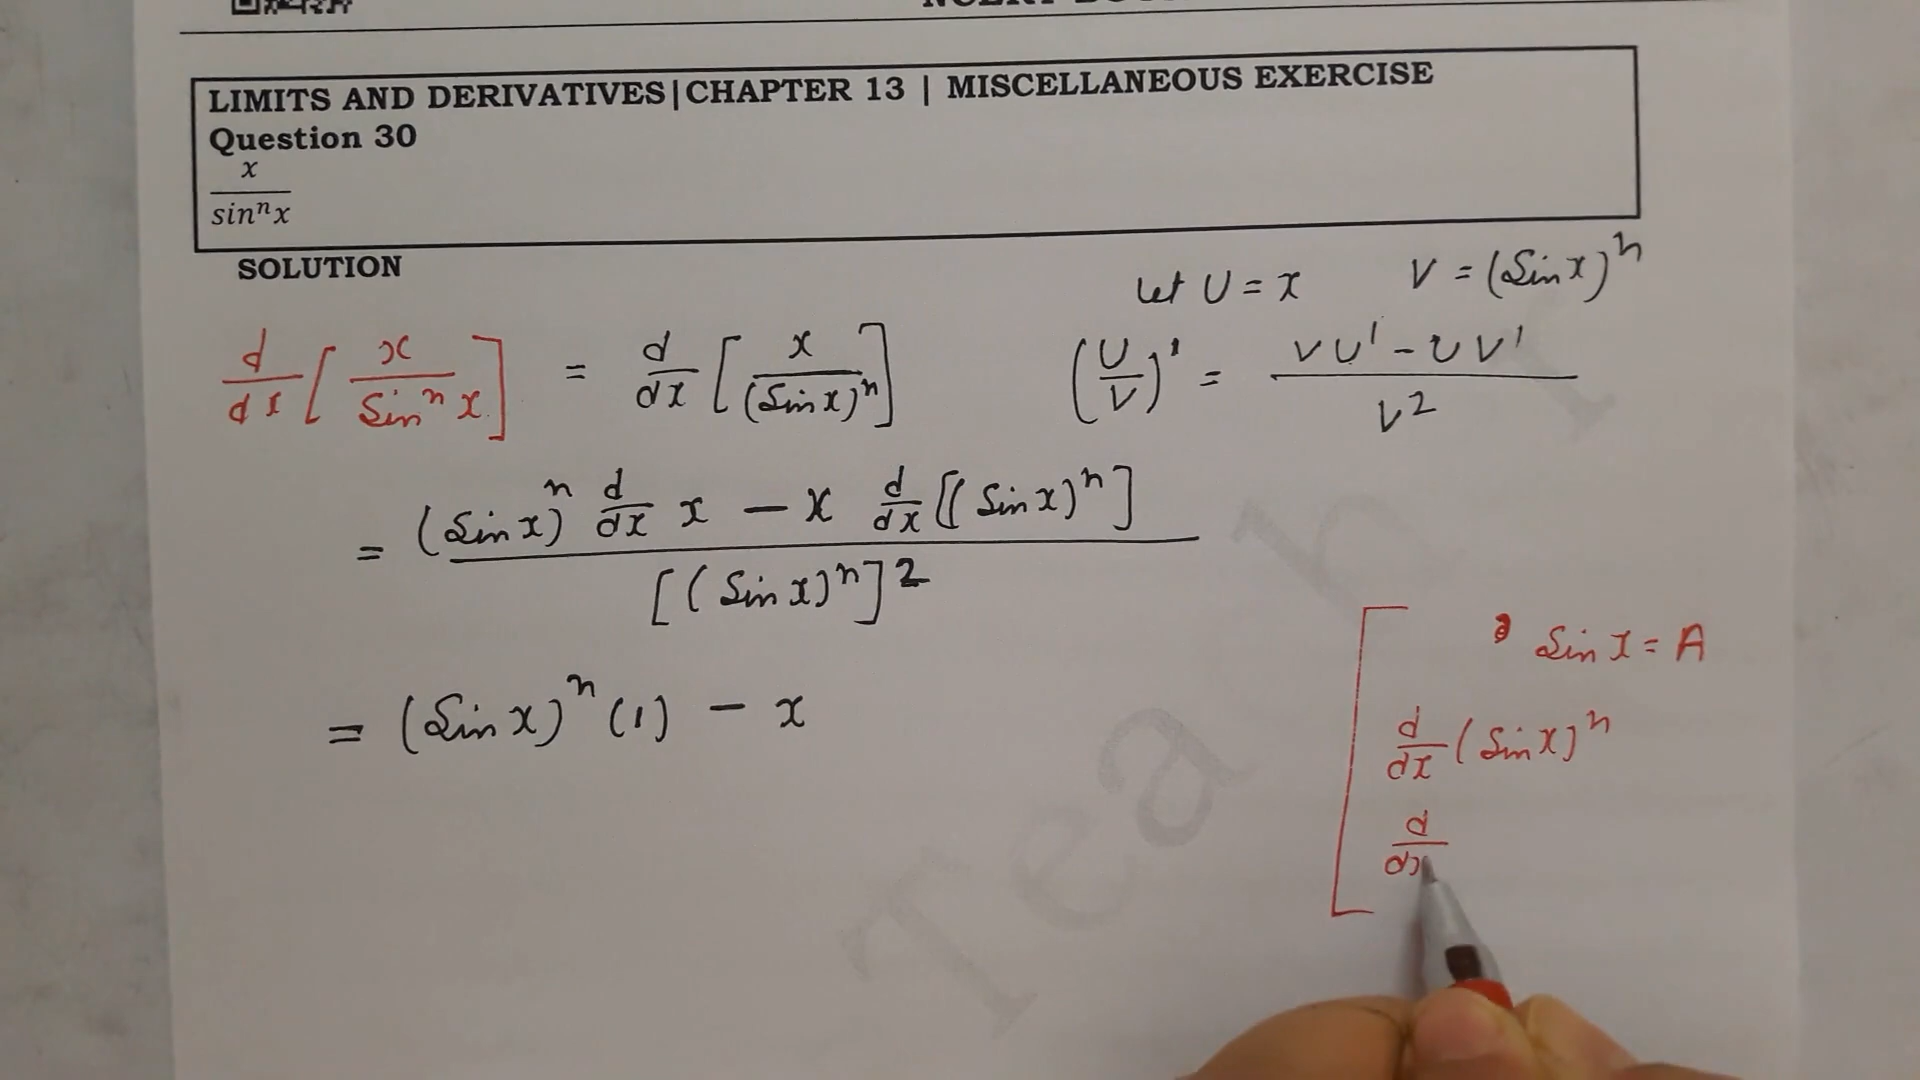 LIMITS AND DERIVATIVES|CHAPTER 13 | MISCELLANEOUS EXERCISE
Question 30
x
sinⁿx
SOLUTION
Let U = x V = (Sin x)ⁿ
d/dx [x / Sinⁿ x] = d/dx [x / (Sin x)ⁿ] (U/V)' = VU' - UV' / V²
= (Sin x)ⁿ d/dx x - x d/dx [(Sin x)ⁿ]
[(Sin x)ⁿ]²
Sin x = A
= (Sin x)ⁿ (1) - x
d/dx (Sin x)ⁿ
d/dx